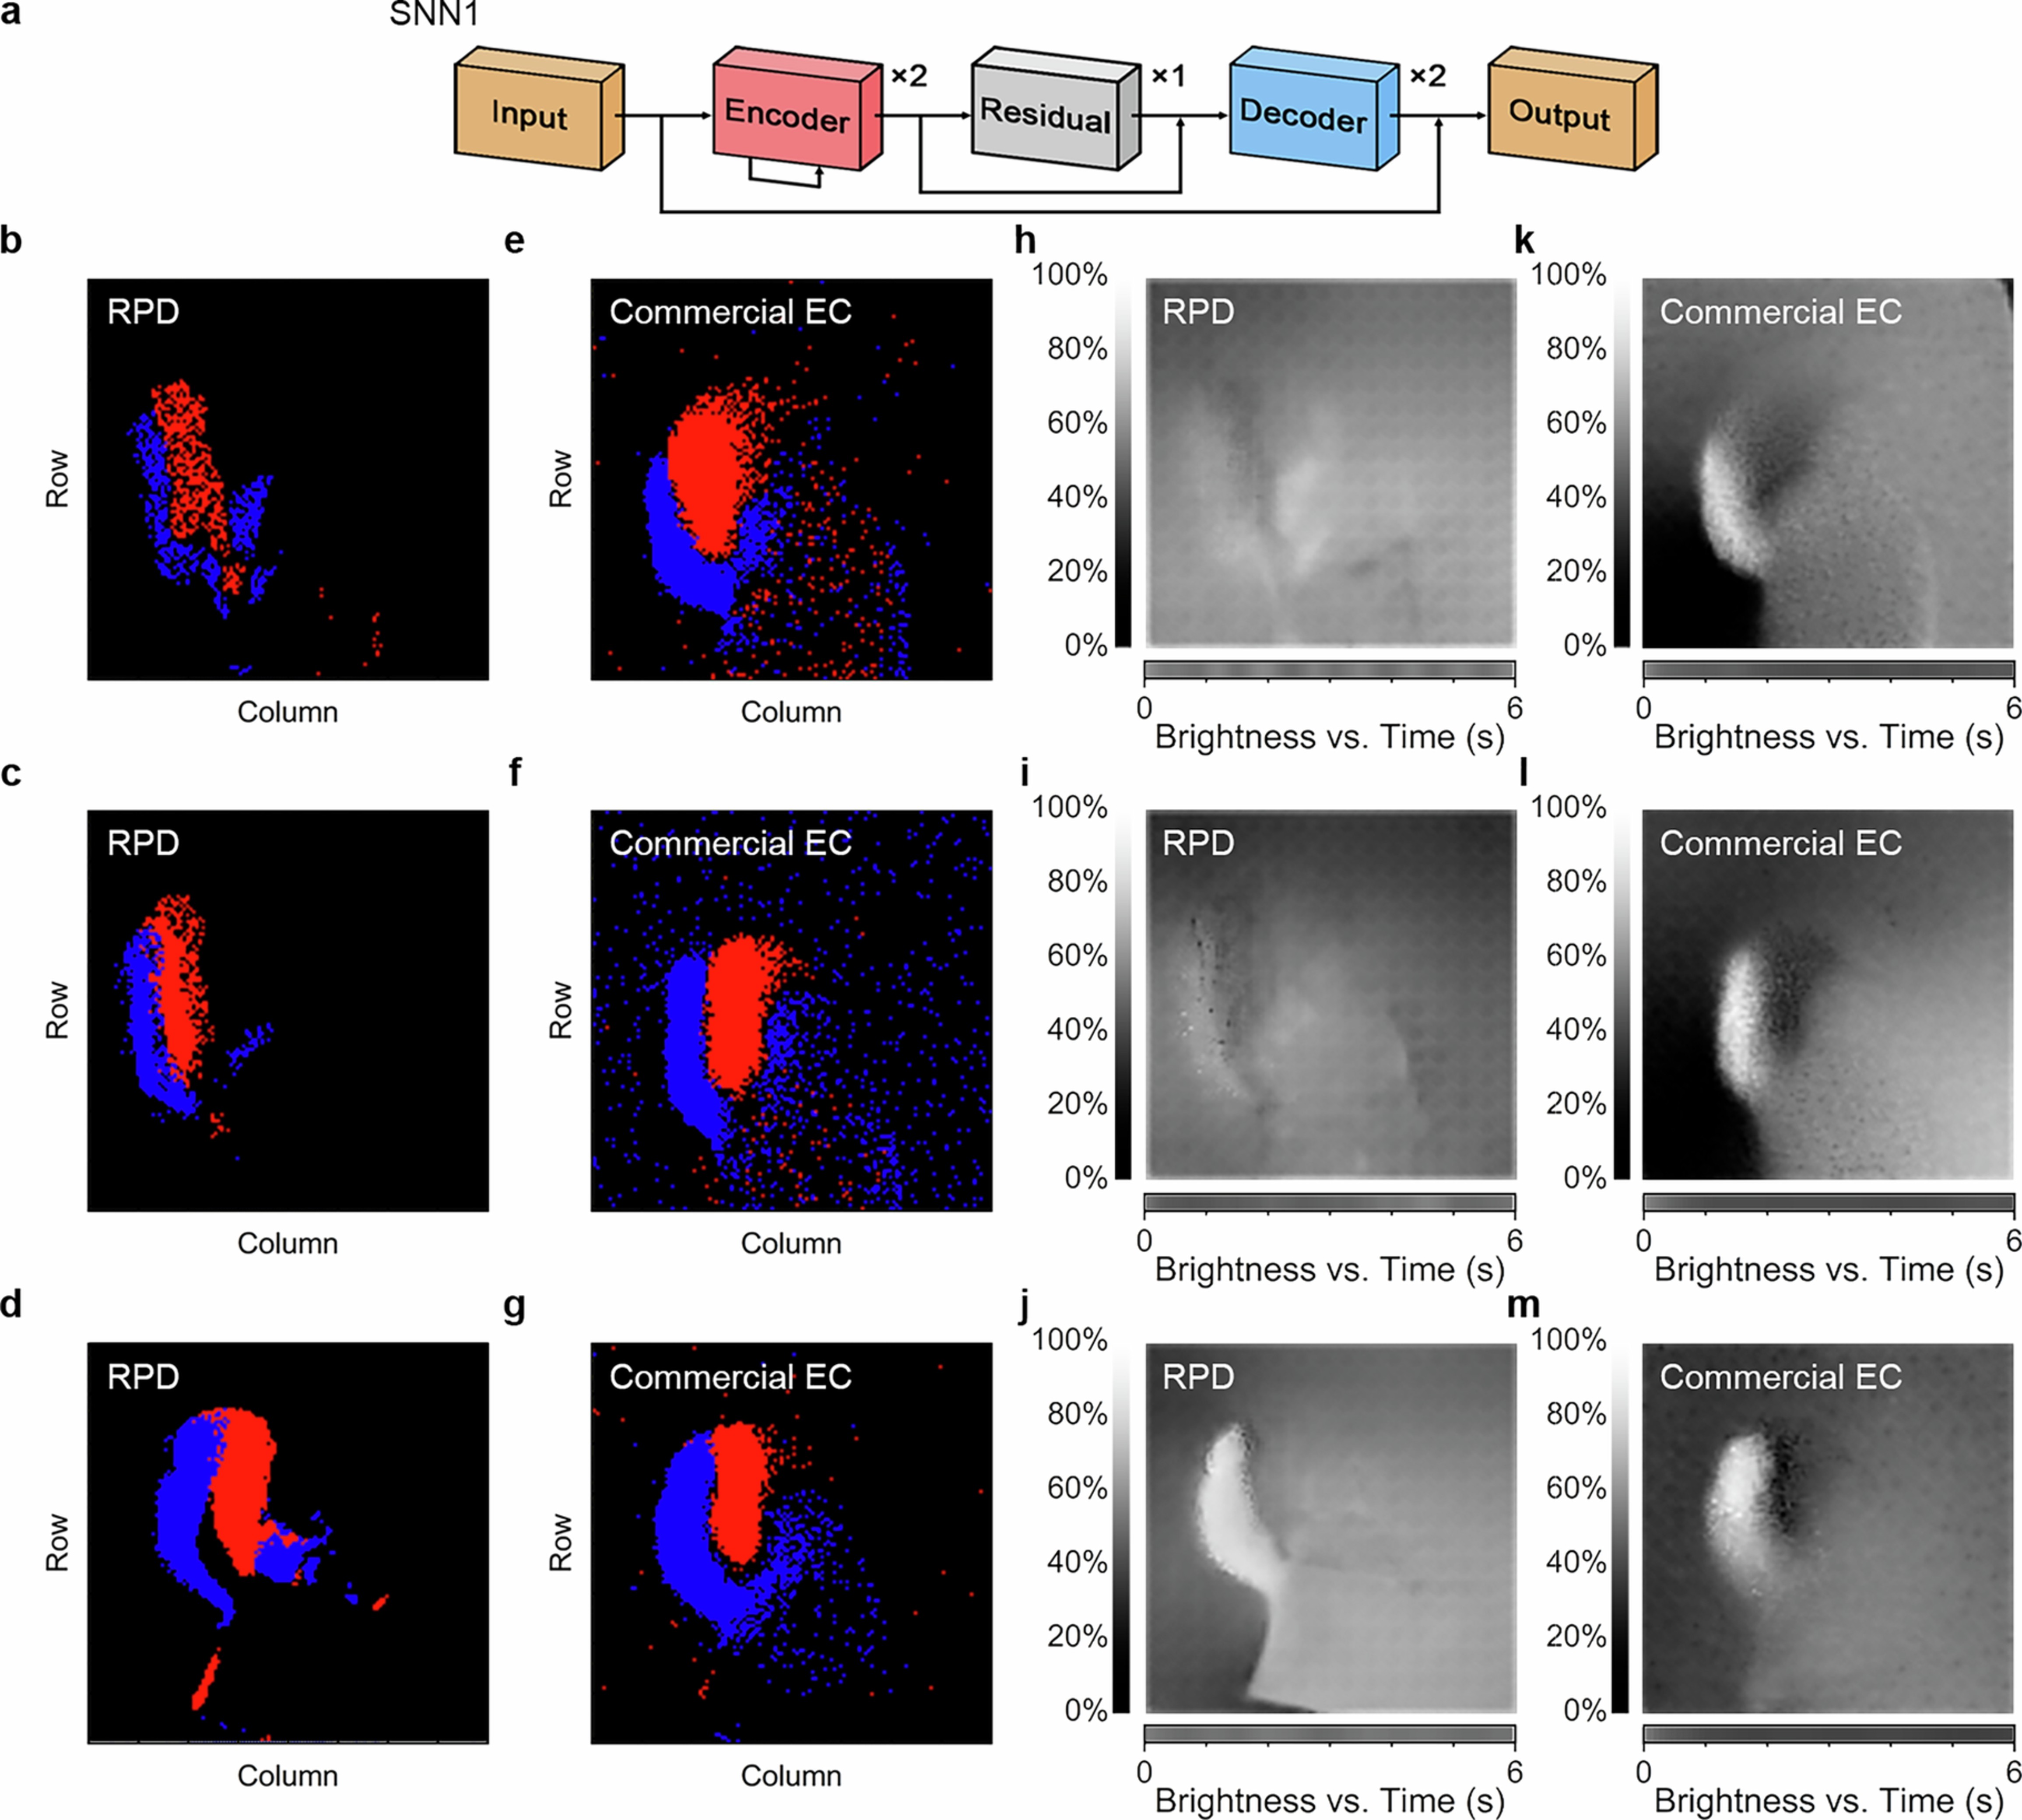 a
SNN1
Input
Encoder
×2
Residual
×1
Decoder
×2
Output
b
RPD
Row
Column
e
Commercial EC
Row
Column
h
100%
80%
60%
40%
20%
0%
RPD
0
6
Brightness vs. Time (s)
k
100%
80%
60%
40%
20%
0%
Commercial EC
0
6
Brightness vs. Time (s)
c
RPD
Row
Column
f
Commercial EC
Row
Column
i
100%
80%
60%
40%
20%
0%
RPD
0
6
Brightness vs. Time (s)
l
100%
80%
60%
40%
20%
0%
Commercial EC
0
6
Brightness vs. Time (s)
d
RPD
Row
Column
g
Commercial EC
Row
Column
j
100%
80%
60%
40%
20%
0%
RPD
0
6
Brightness vs. Time (s)
m
100%
80%
60%
40%
20%
0%
Commercial EC
0
6
Brightness vs. Time (s)